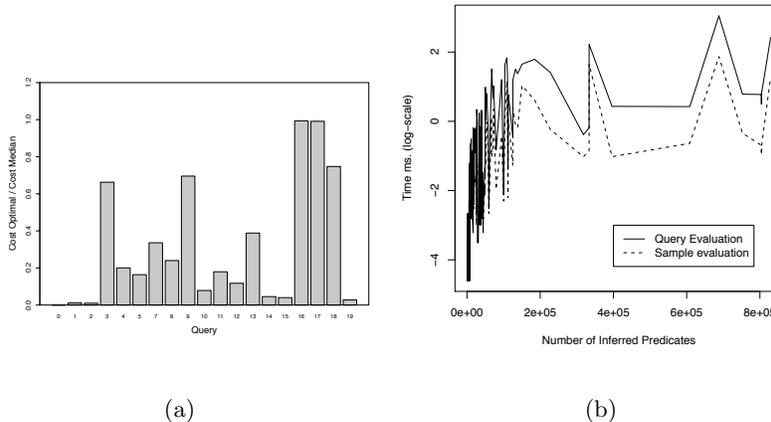 Cost Optimal / Cost Median
1.2
1.0
0.8
0.6
0.4
0.2
0.0
0 1 2 3 4 5 7 8 9 10 11 12 13 14 15 16 17 18 19
Query
(a)
Time ms. (log−scale)
2
0
−2
−4
Query Evaluation
Sample evaluation
0e+00 2e+05 4e+05 6e+05 8e+0
Number of Inferred Predicates
(b)